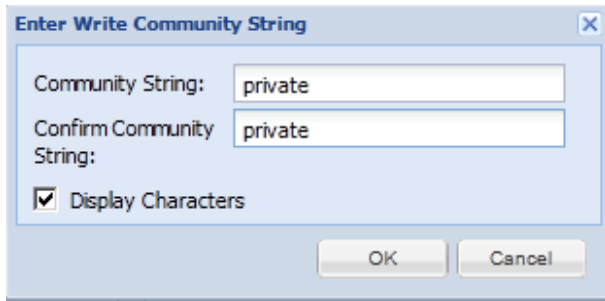 Enter Write Community String
Community String:
private
Confirm Community
String:
private
Display Characters
OK
Cancel